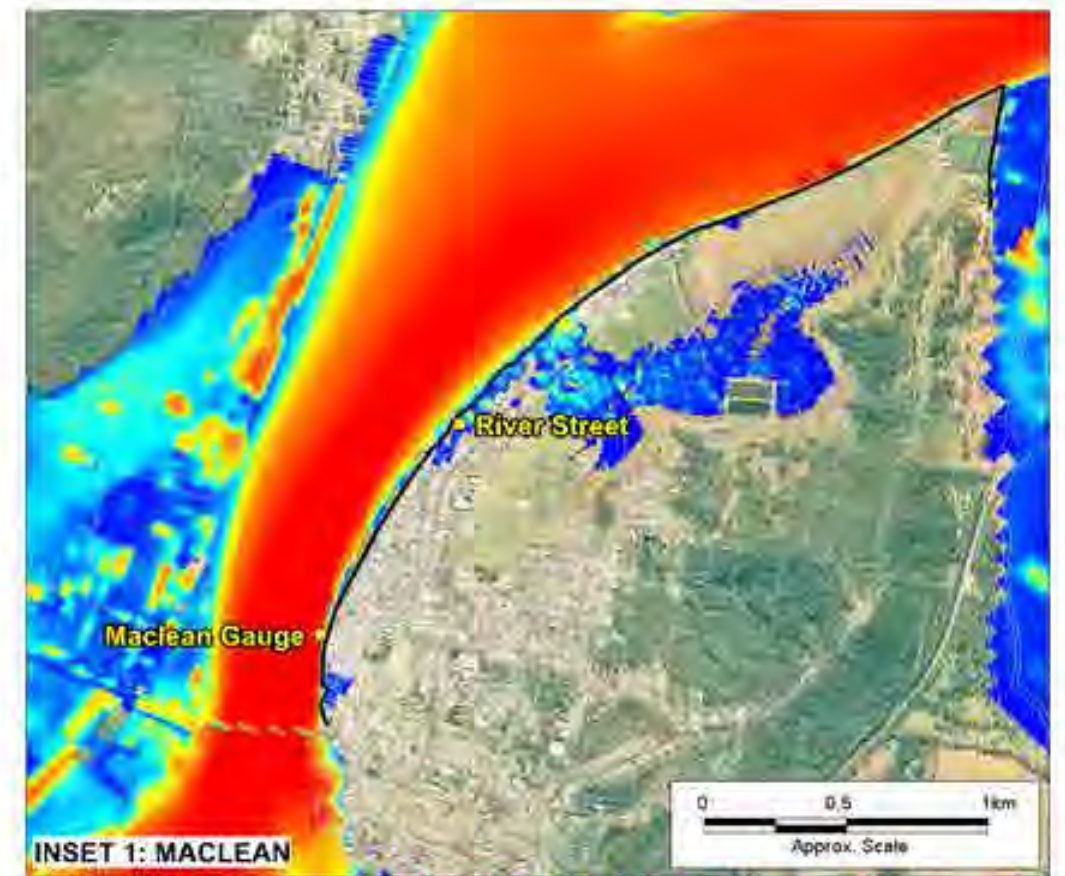 River Street
Maclean Gauge
0 0.5 1km
Approx. Scale
INSET 1: MACLEAN